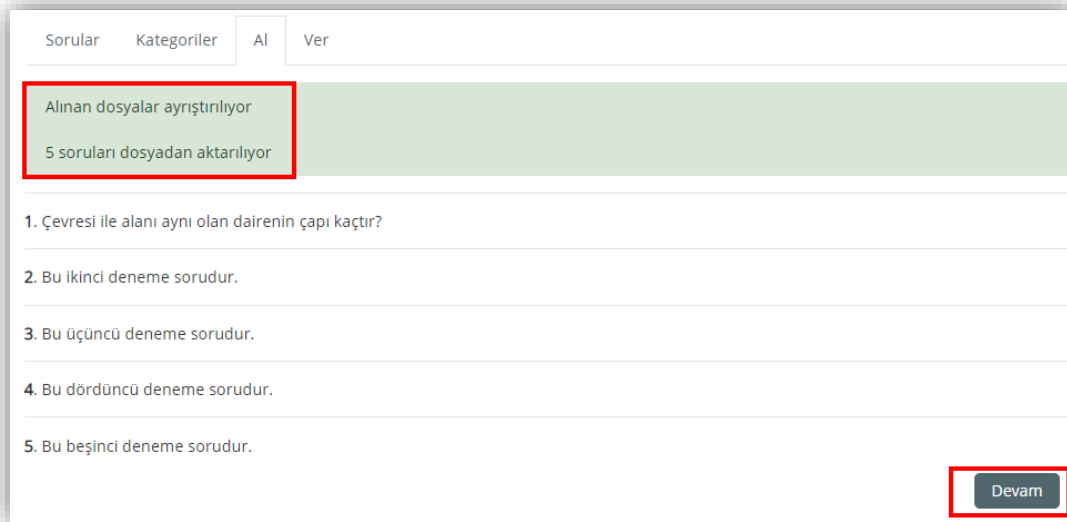 Sorular Kategoriler Al Ver
Alınan dosyalar ayrıştırılıyor
5 soruları dosyadan aktarılıyor
1. Çevresi ile alanı aynı olan dairenin çapı kaçtır?
2. Bu ikinci deneme sorudur.
3. Bu üçüncü deneme sorudur.
4. Bu dördüncü deneme sorudur.
5. Bu beşinci deneme sorudur.
Devam